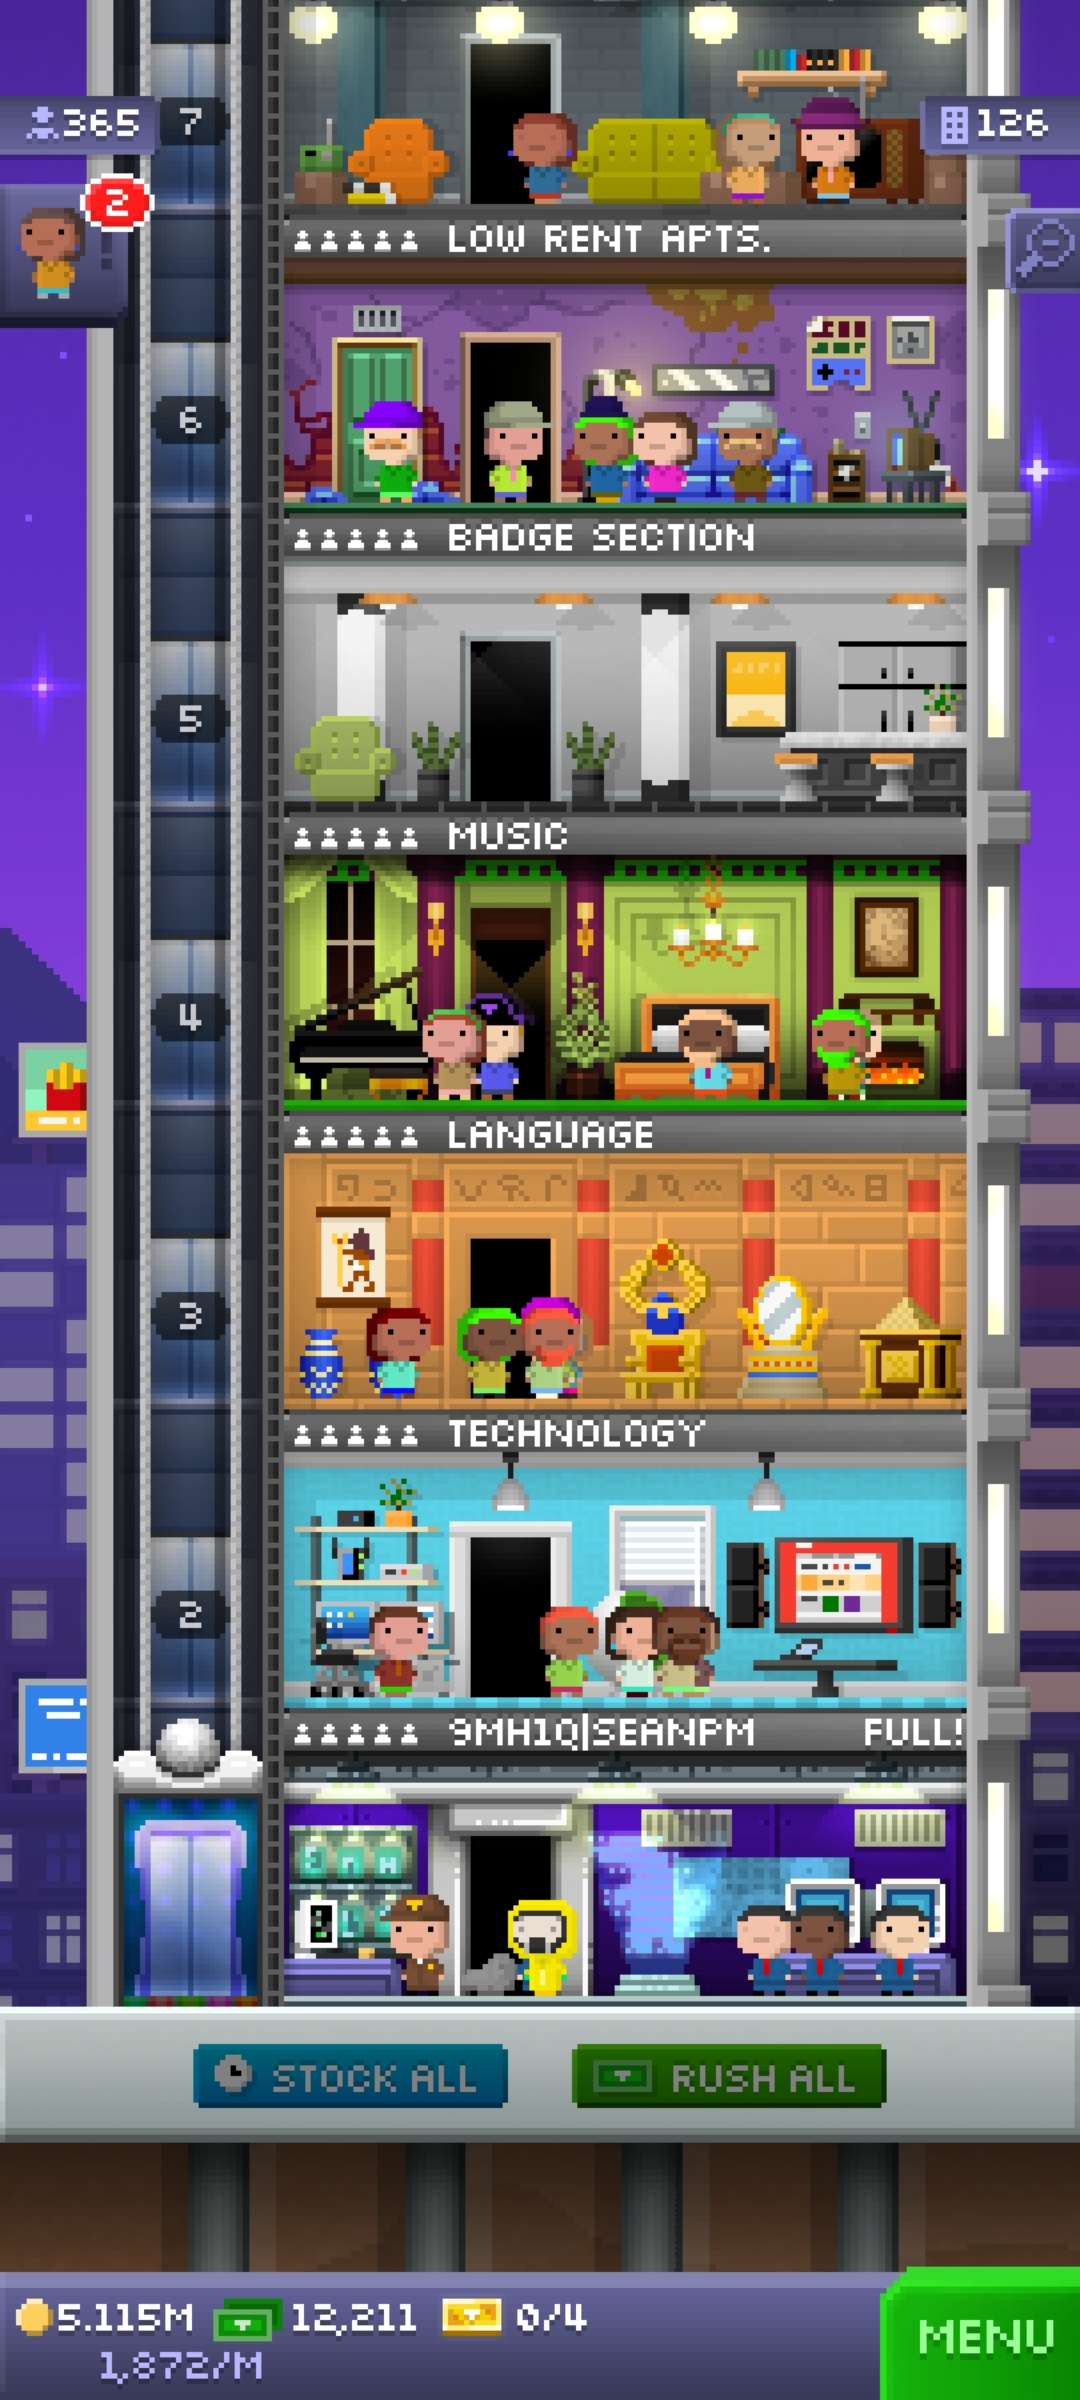 7
365
126
2
LOW RENT APTS.
6
BADGE SECTION
5
MUSIC
4
LANGUAGE
3
TECHNOLOGY
2
9MH1Q|SEANPM FULL!
STOCK ALL
RUSH ALL
5.115M 12,211 0/4
1,872/M
MENU